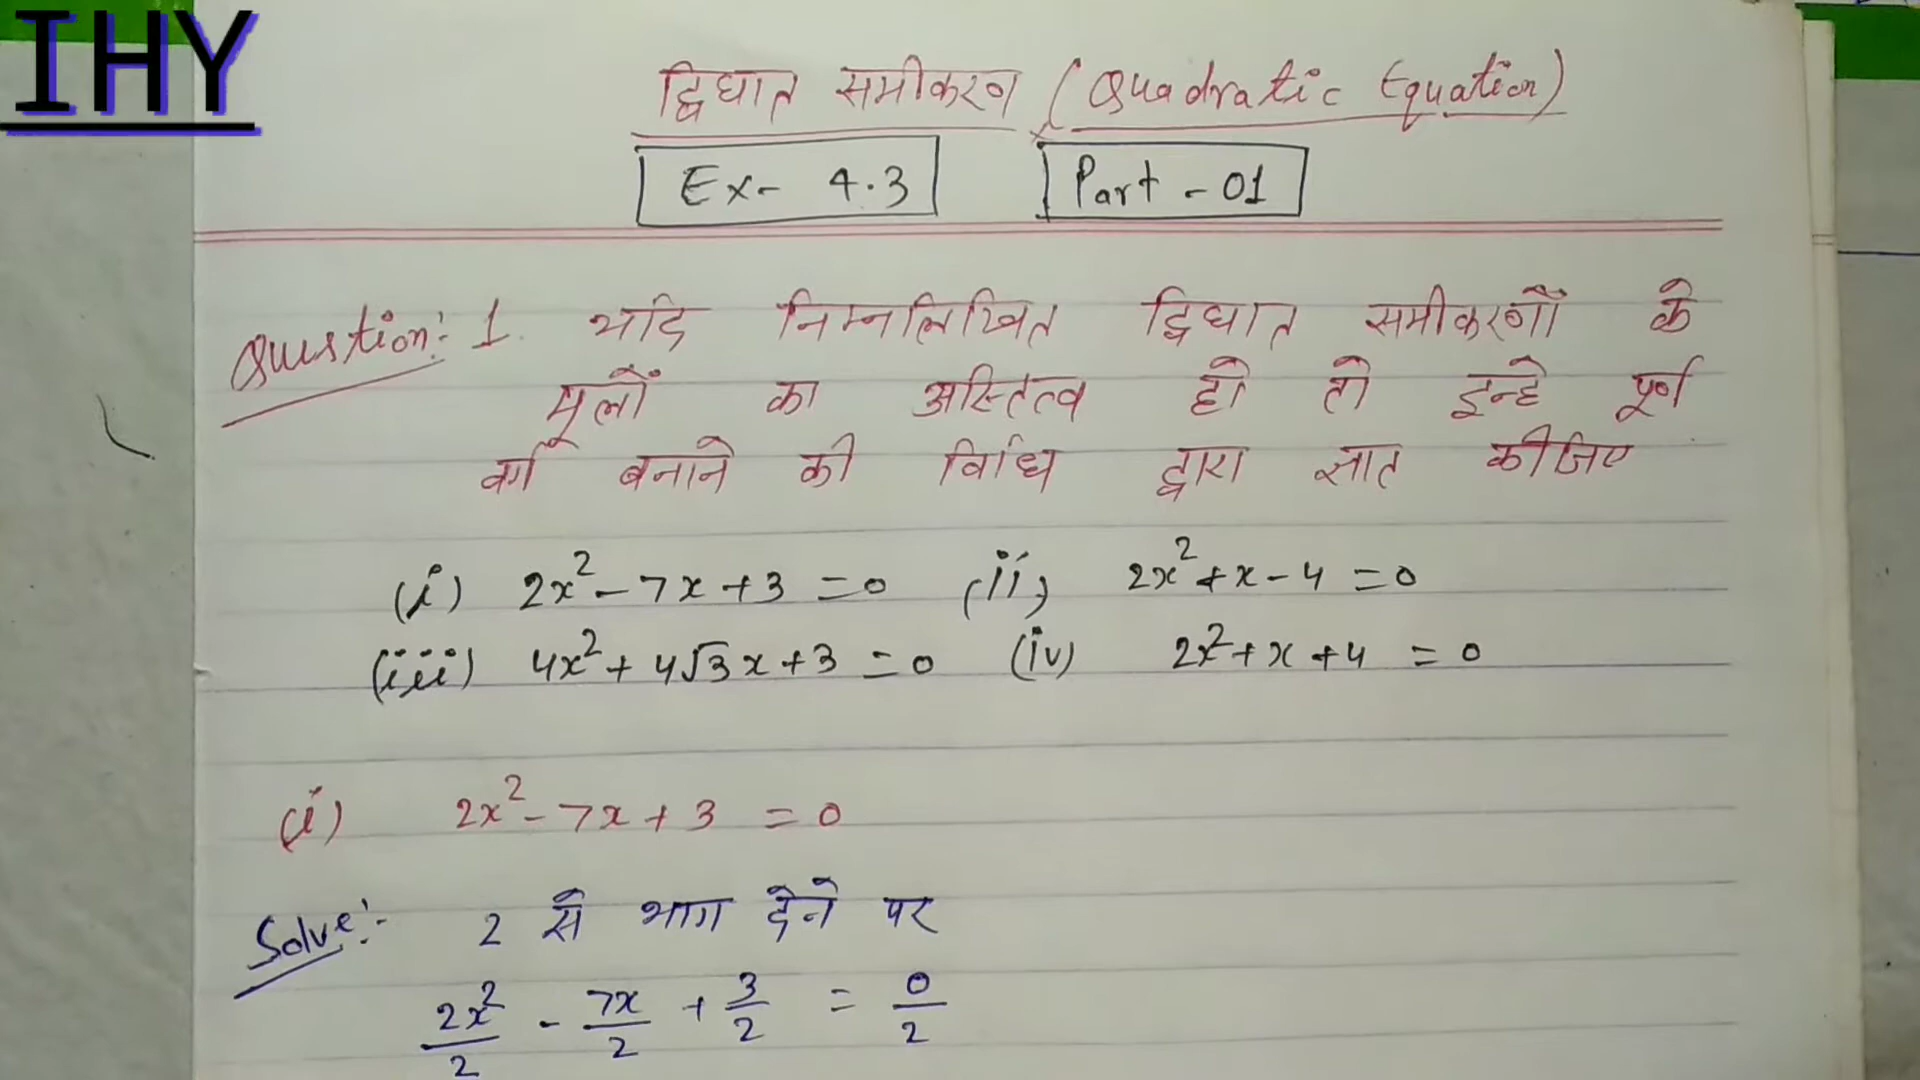 IHY
द्विघात समीकरण (Quadratic Equation)
Ex- 4.3 Part - 01
Question:- 1. यदि निम्नलिखित द्विघात समीकरणों के
मूलों का अस्तित्व हो तो इन्हे पूर्ण
वर्ग बनाने की विधि द्वारा ज्ञात कीजिए
(i) 2x² - 7x + 3 = 0 (ii) 2x² + x - 4 = 0
(iii) 4x² + 4√3x + 3 = 0 (iv) 2x² + x + 4 = 0
(i) 2x² - 7x + 3 = 0
Solve:- 2 से भाग देने पर
2x²/2 - 7x/2 + 3/2 = 0/2